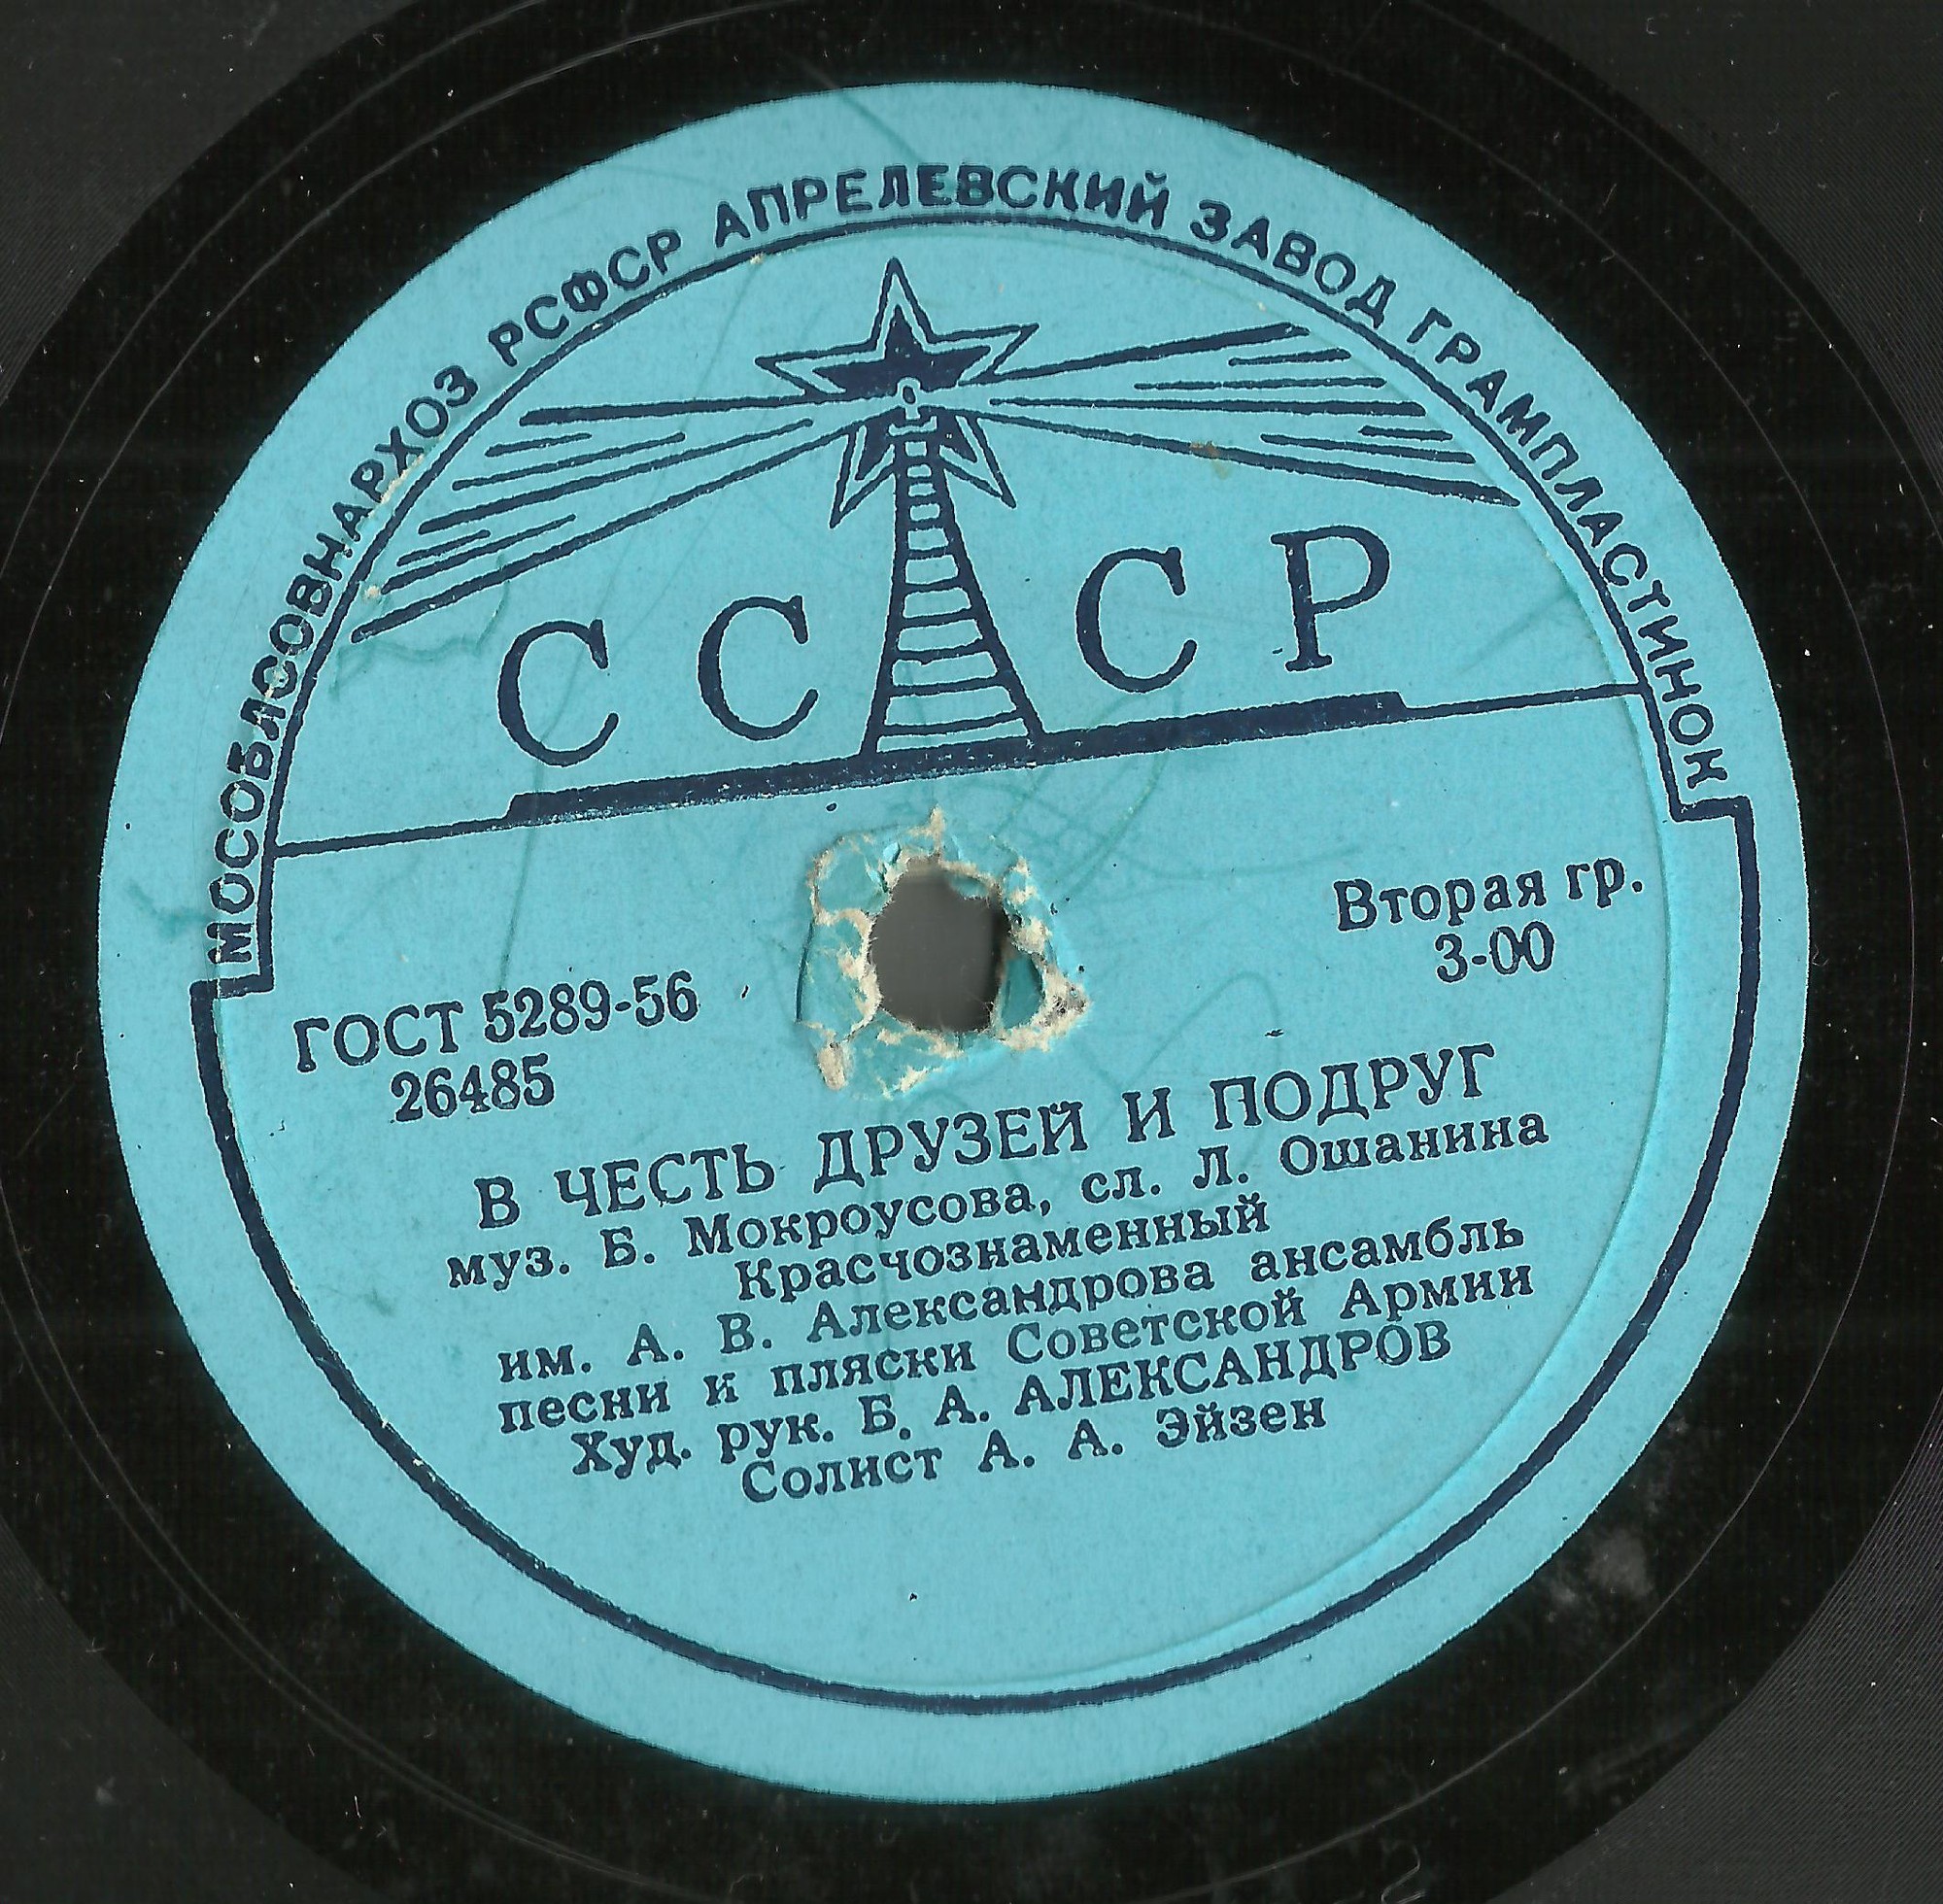 МОСОБЛСОВНАРХОЗ РСФСР АПРЕЛЕВСКИЙ ЗАВОД ГРАМПЛАСТИНОК
СССР
Вторая гр.
3-00
ГОСТ 5289-56
26485
В ЧЕСТЬ ДРУЗЕЙ И ПОДРУГ
муз. Б. Мокроусова, сл. Л. Ошанина
Красчознаменный
им. А. В. Александрова ансамбль
песни и пляски Советской Армии
Худ. рук. Б. А. АЛЕКСАНДРОВ
Солист А. А. Эйзен